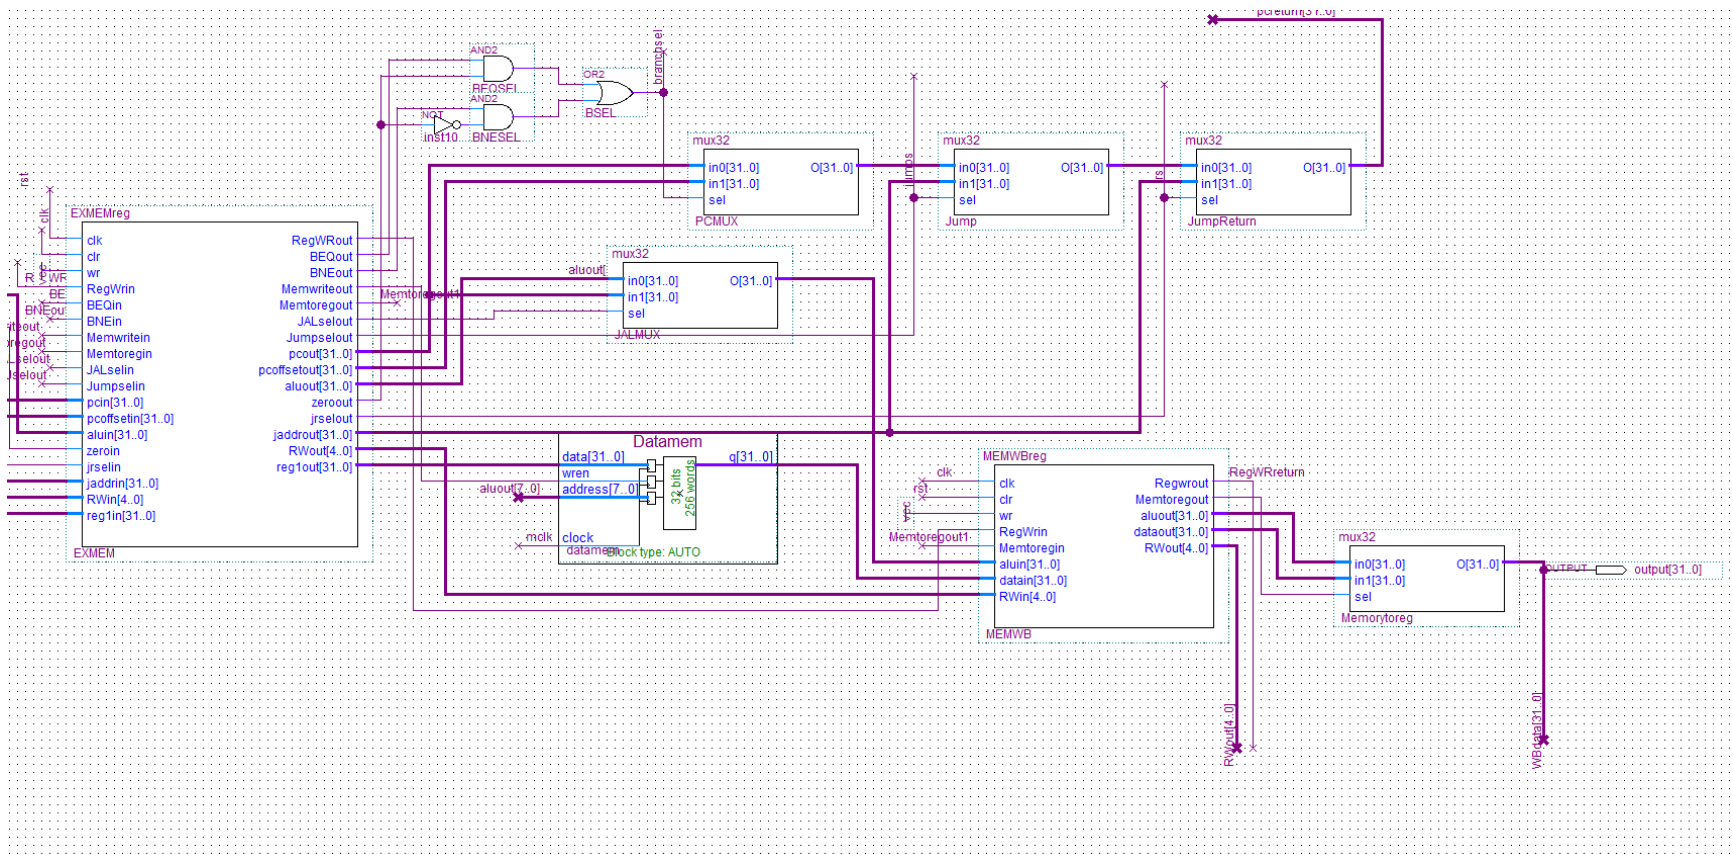 pcreturn[31..0]
AND2
BEQSEL
AND2
BNESEL
NOT
inst10
OR2
BSEL
branchsel
mux32
in0[31..0]
in1[31..0]
sel
O[31..0]
PCMUX
mux32
in0[31..0]
in1[31..0]
sel
O[31..0]
Jump
mux32
in0[31..0]
in1[31..0]
sel
O[31..0]
JumpReturn
rst
clk
vcc
EXMEMreg
clk
clr
wr
RegWrin
BEQin
BNEin
Memwritein
Memtoregin
JALselin
Jumpselin
pcin[31..0]
pcoffsetin[31..0]
aluin[31..0]
zeroin
jrselin
jaddrin[31..0]
RWin[4..0]
reg1in[31..0]
RegWRout
BEQout
BNEout
Memwriteout
Memtoregout
JALselout
Jumpselout
pcout[31..0]
pcoffsetout[31..0]
aluout[31..0]
zeroout
jrselout
jaddrout[31..0]
RWout[4..0]
reg1out[31..0]
EXMEM
Memtoregout1
mux32
aluout[
in0[31..0]
in1[31..0]
sel
O[31..0]
JALMUX
Datamem
data[31..0]
wren
address[7..0]
clock
q[31..0]
32 bits
256 words
Block type: AUTO
datamem
aluout[7..0]
mclk
MEMWBreg
clk
rst
vcc
Memtoregout1
clk
clr
wr
RegWrin
Memtoregin
aluin[31..0]
datain[31..0]
RWin[4..0]
Regwrout
Memtoregout
aluout[31..0]
dataout[31..0]
RWout[4..0]
MEMWB
RegWRreturn
RWout[4..0]
mux32
in0[31..0]
in1[31..0]
sel
O[31..0]
Memorytoreg
OUTPUT
output[31..0]
WBdata[31..0]